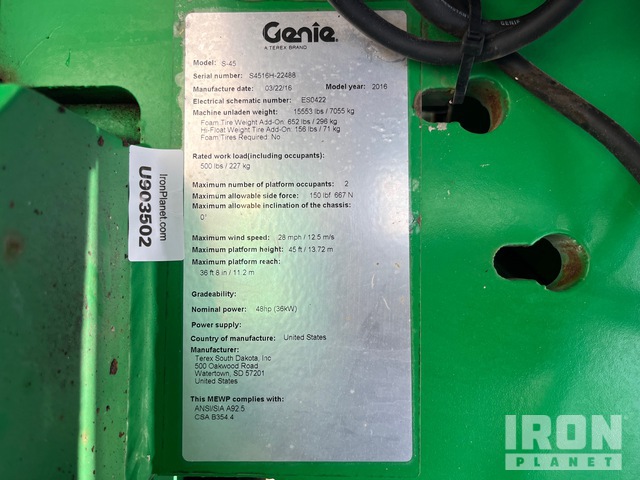 Genie
A TEREX BRAND
Model: S-45
Serial number: S4516H-22488
Manufacture date: 03/22/16 Model year: 2016
Electrical schematic number: ES0422
Machine unladen weight: 15553 lbs / 7055 kg
Foam Tire Weight Add-On: 652 lbs / 296 kg
Hi-Float Weight Tire Add-On: 156 lbs / 71 kg
Foam Tires Required: No
Rated work load(including occupants):
500 lbs / 227 kg
Maximum number of platform occupants: 2
Maximum allowable side force: 150 lbf 667 N
Maximum allowable inclination of the chassis:
0°
Maximum wind speed: 28 mph / 12.5 m/s
Maximum platform height: 45 ft / 13.72 m
Maximum platform reach:
36 ft 8 in / 11.2 m
Gradeability:
Nominal power: 48hp (36kW)
Power supply:
Country of manufacture: United States
Manufacturer:
Terex South Dakota, Inc
500 Oakwood Road
Watertown, SD 57201
United States
This MEWP complies with:
ANSI/SIA A92.5
CSA B354.4
IronPlanet.com
U903502
IRON
PLANET